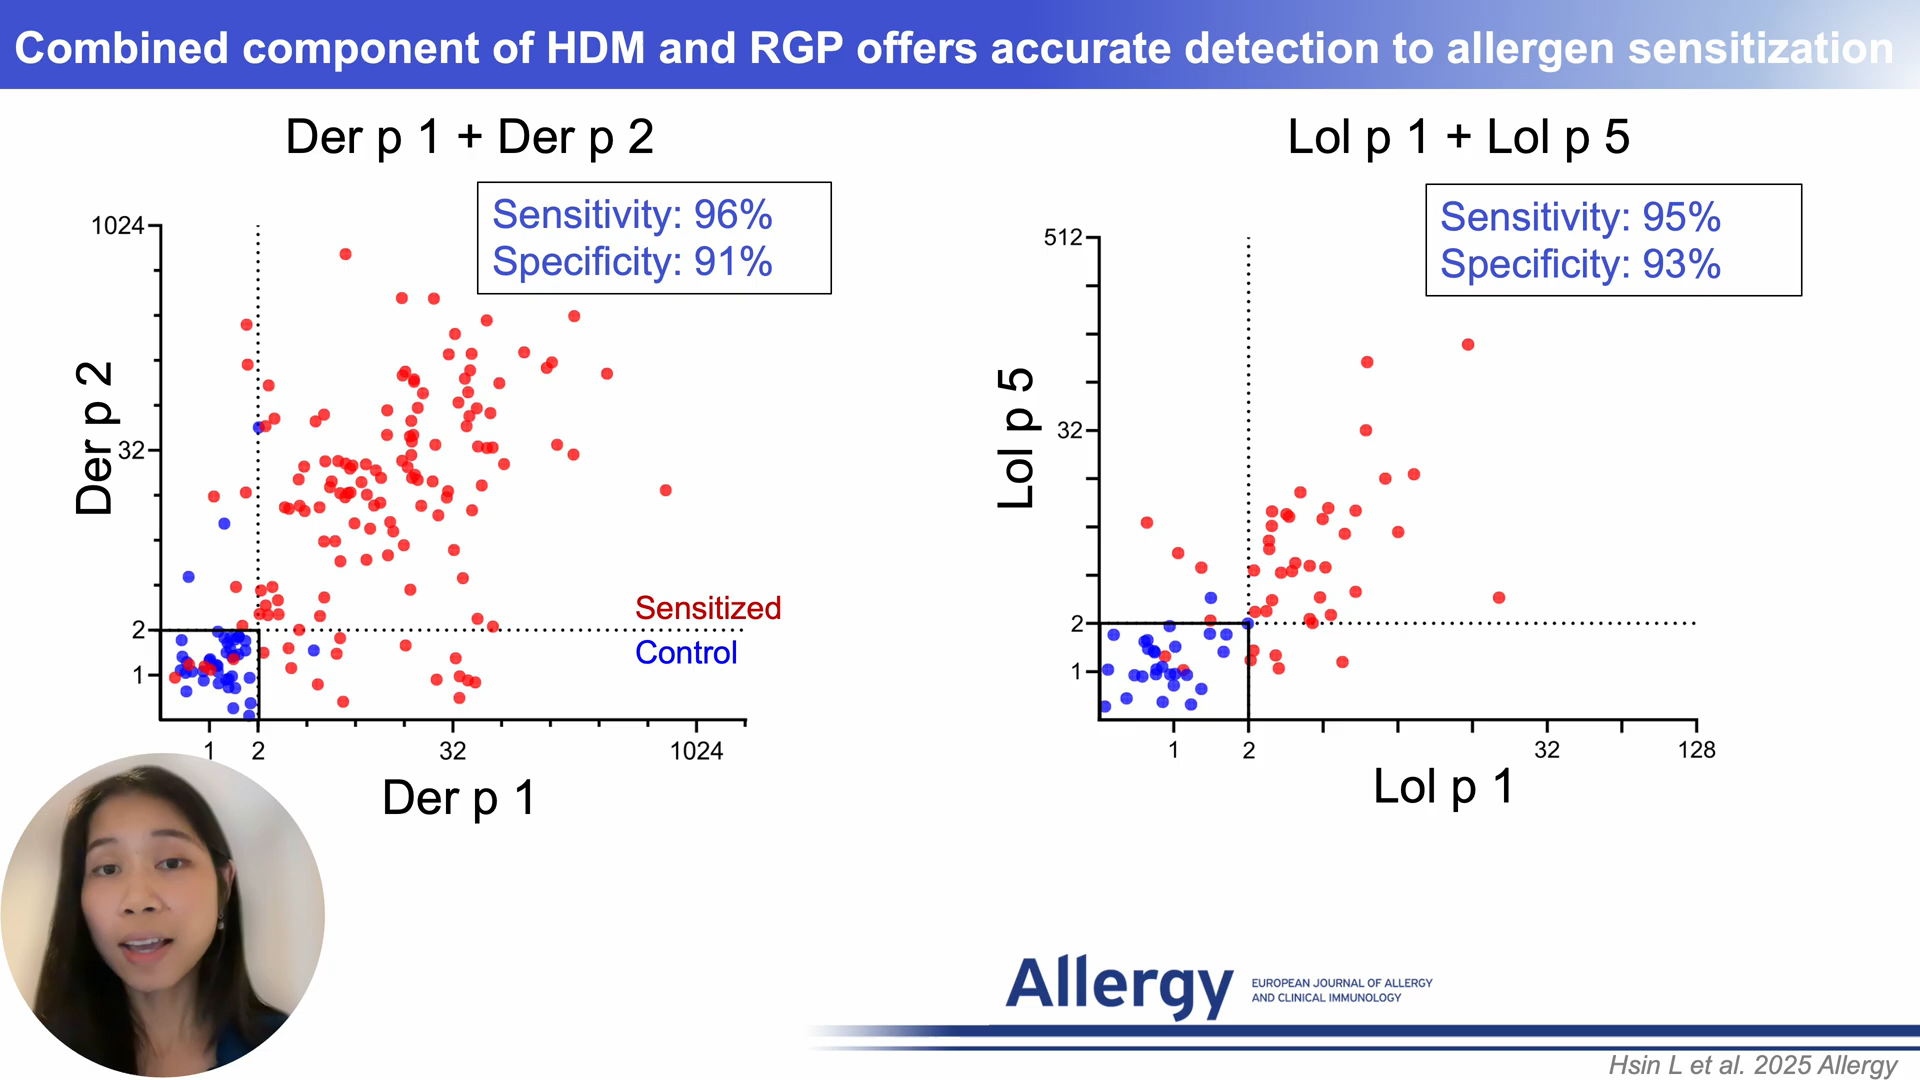 Combined component of HDM and RGP offers accurate detection to allergen sensitization
Der p 1 + Der p 2
Sensitivity: 96%
Specificity: 91%
1024
32
2
1
Der p 2
Sensitized
Control
1
2
32
1024
Der p 1
Lol p 1 + Lol p 5
Sensitivity: 95%
Specificity: 93%
512
32
2
1
Lol p 5
1
2
32
128
Lol p 1
Allergy
EUROPEAN JOURNAL OF ALLERGY
AND CLINICAL IMMUNOLOGY
Hsin L et al. 2025 Allergy